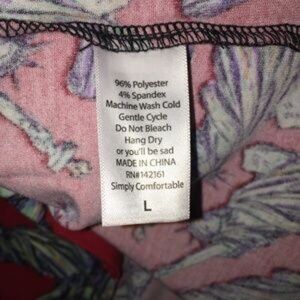 96% Polyester
4% Spandex
Machine Wash Cold
Gentle Cycle
Do Not Bleach
Hang Dry
or you'll be sad
MADE IN CHINA
RN#142161
Simply Comfortable
L